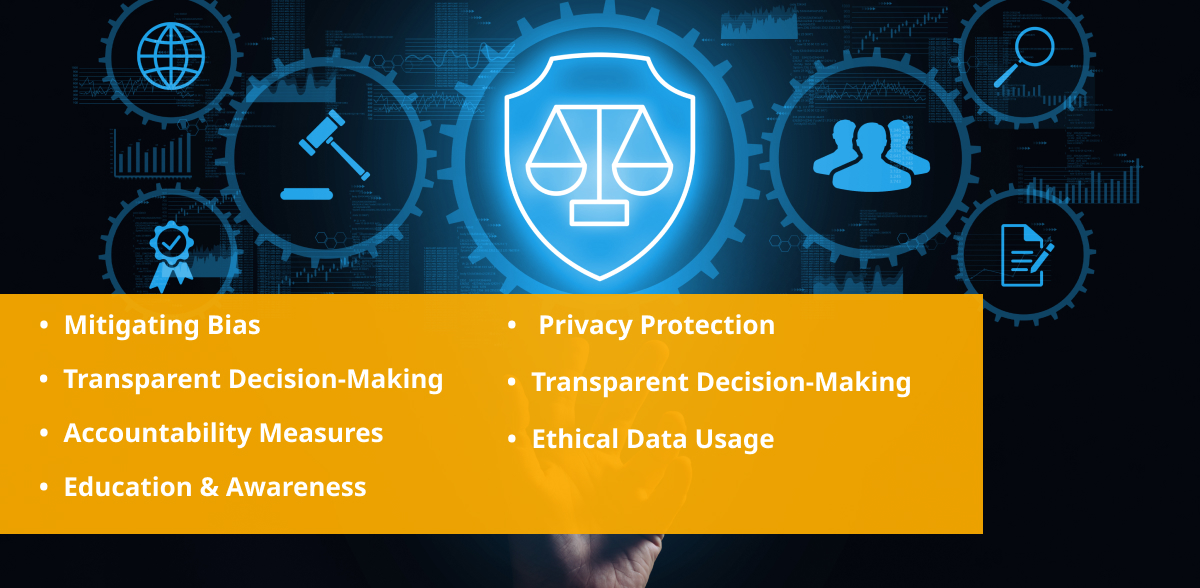 • Mitigating Bias
• Transparent Decision-Making
• Accountability Measures
• Education & Awareness
• Privacy Protection
• Transparent Decision-Making
• Ethical Data Usage